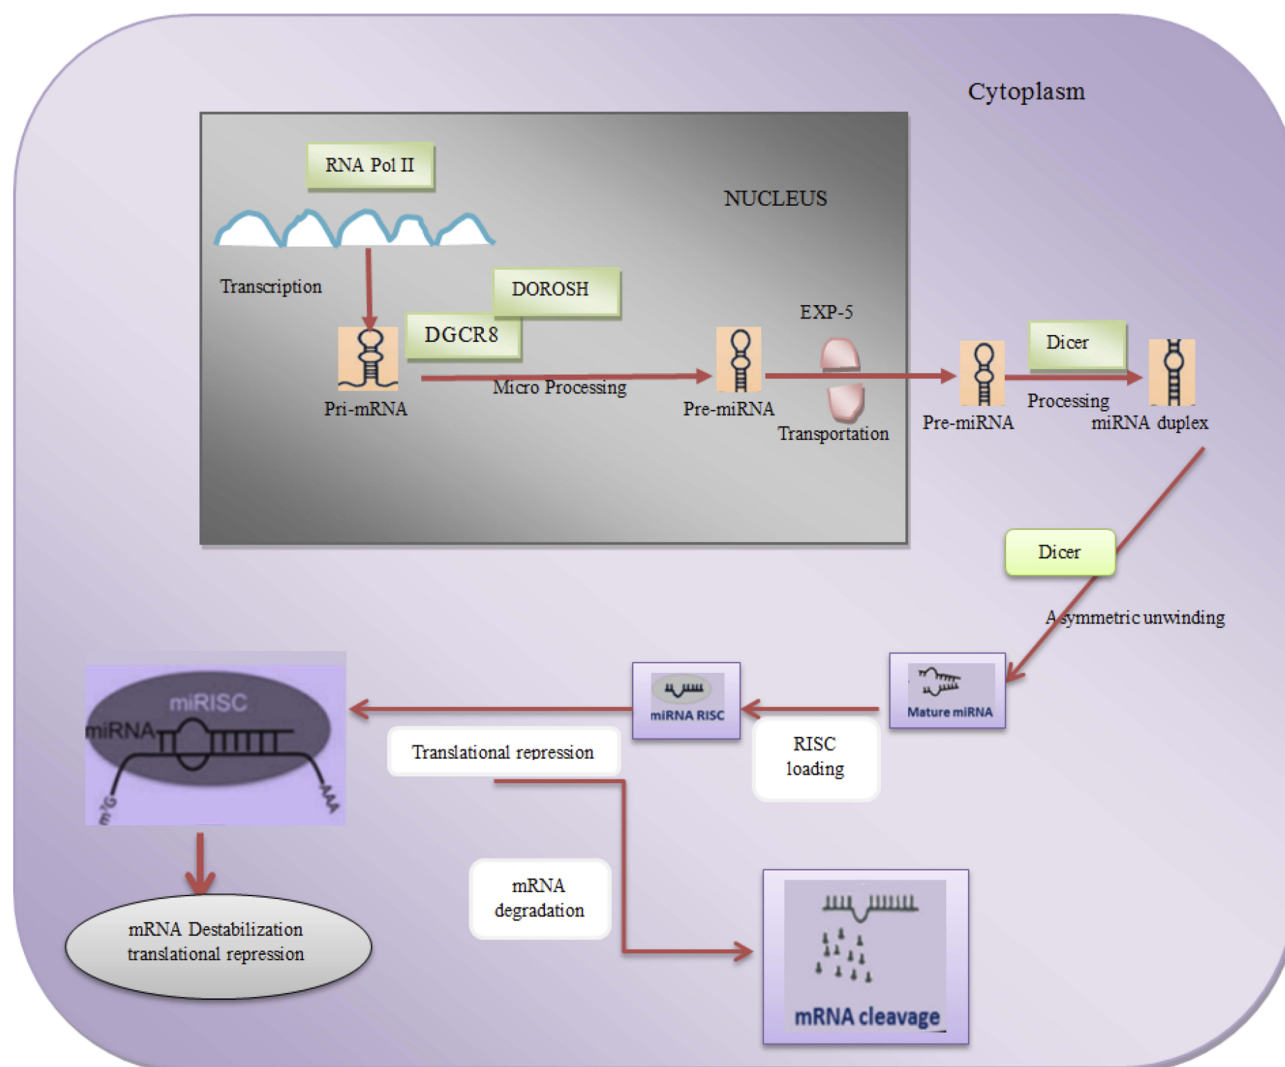 Cytoplasm
RNA Pol II
NUCLEUS
Transcription
DOROSH
DGCR8
EXP-5
Dicer
Micro Processing
Pri-mRNA
Pre-miRNA
Transportation
Pre-miRNA
Processing
miRNA duplex
Dicer
Asymmetric unwinding
Mature miRNA
miRNA RISC
RISC
loading
miRISC
miRNA
m⁷G
AAA
Translational repression
mRNA
degradation
mRNA Destabilization
translational repression
mRNA cleavage